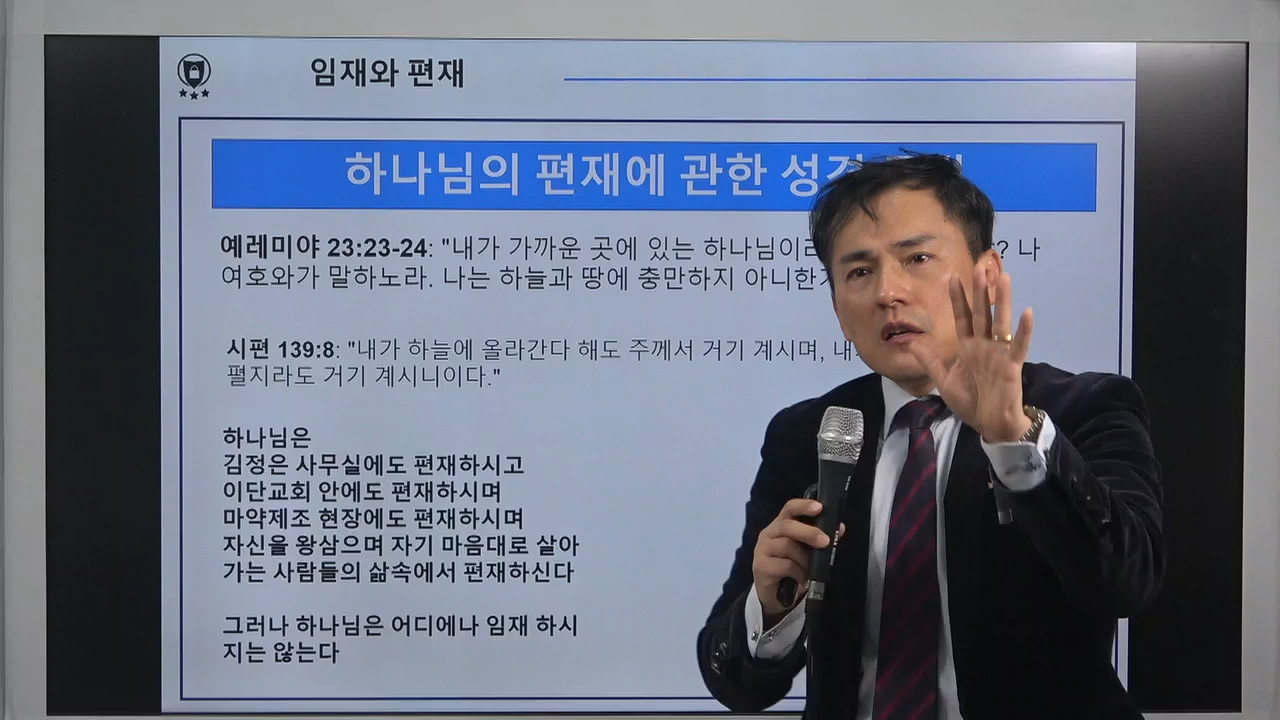 임재와 편재
하나님의 편재에 관한
예레미야 23:23-24: "내가 가까운 곳에 있는 나
여호와가 말하노라. 나는 하늘과 땅에 충만하지
시편 139:8: "내가 하늘에 올라간다 해도 주께서 거기 계시며,
펼지라도 거기 계시니이다."
하나님은
김정은 사무실에도 편재하시고
이단교회 안에도 편재하시며
마약제조 현장에도 편재하시며
자신을 왕삼으며 자기 마음대로 살아
가는 사람들의 삶속에서 편재하신다
그러나 하나님은 어디에나 임재 하시
지는 않는다